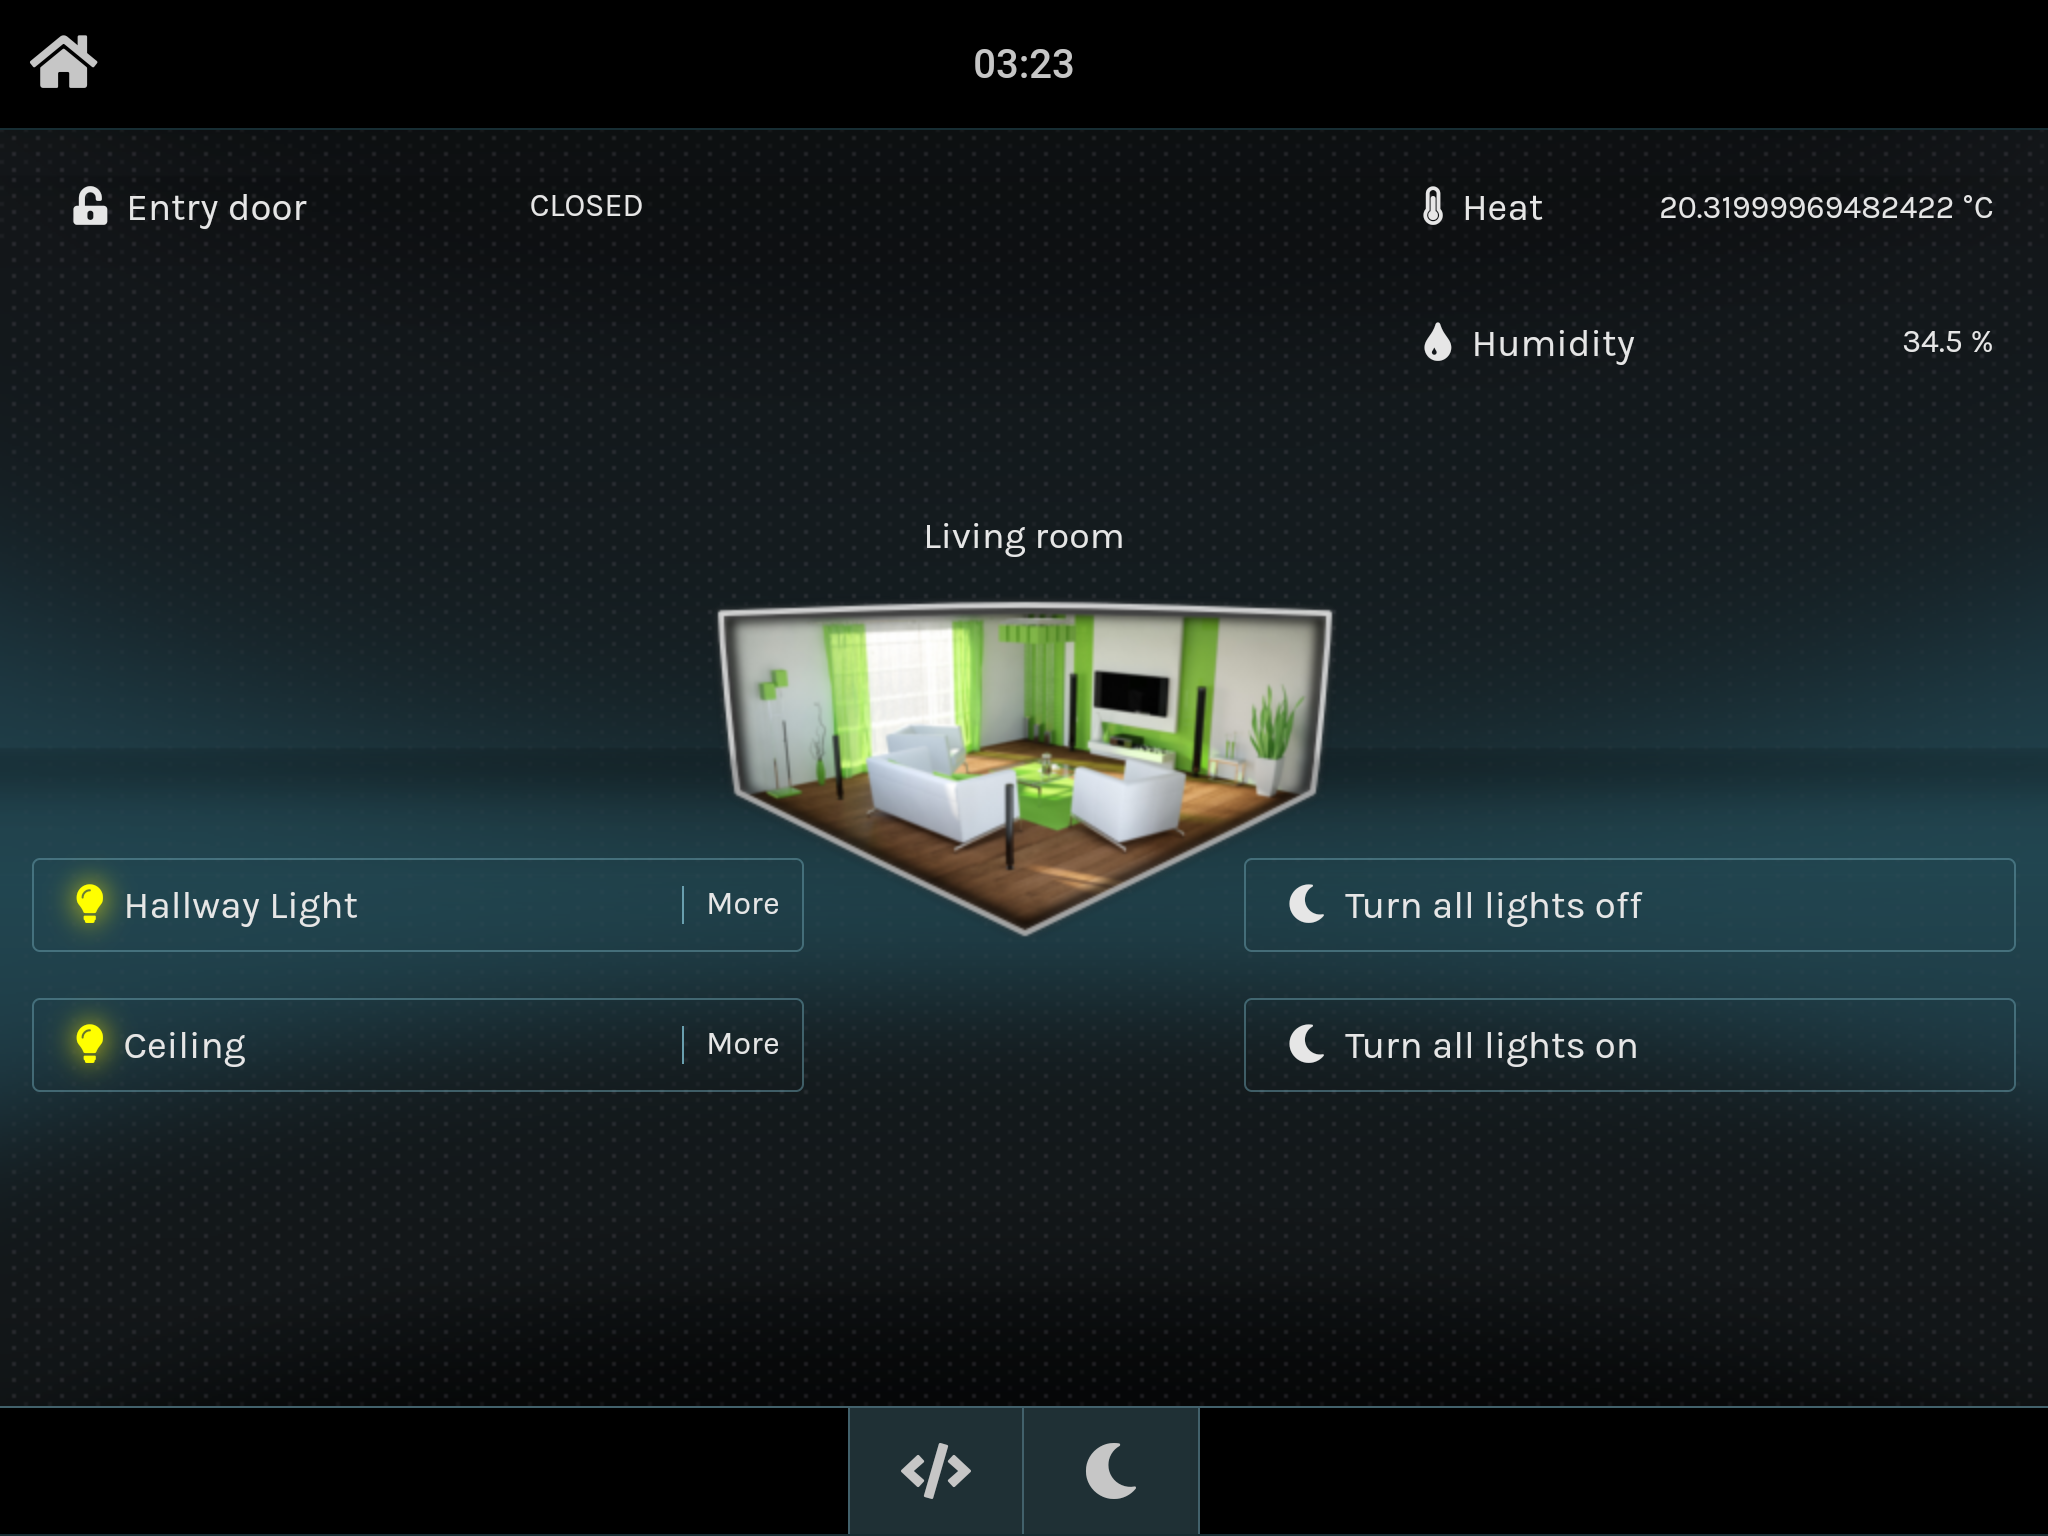 03:23
Entry door CLOSED
Heat 20.31999969482422 °C
Humidity 34.5 %
Living room
Hallway Light More
Turn all lights off
Ceiling More
Turn all lights on